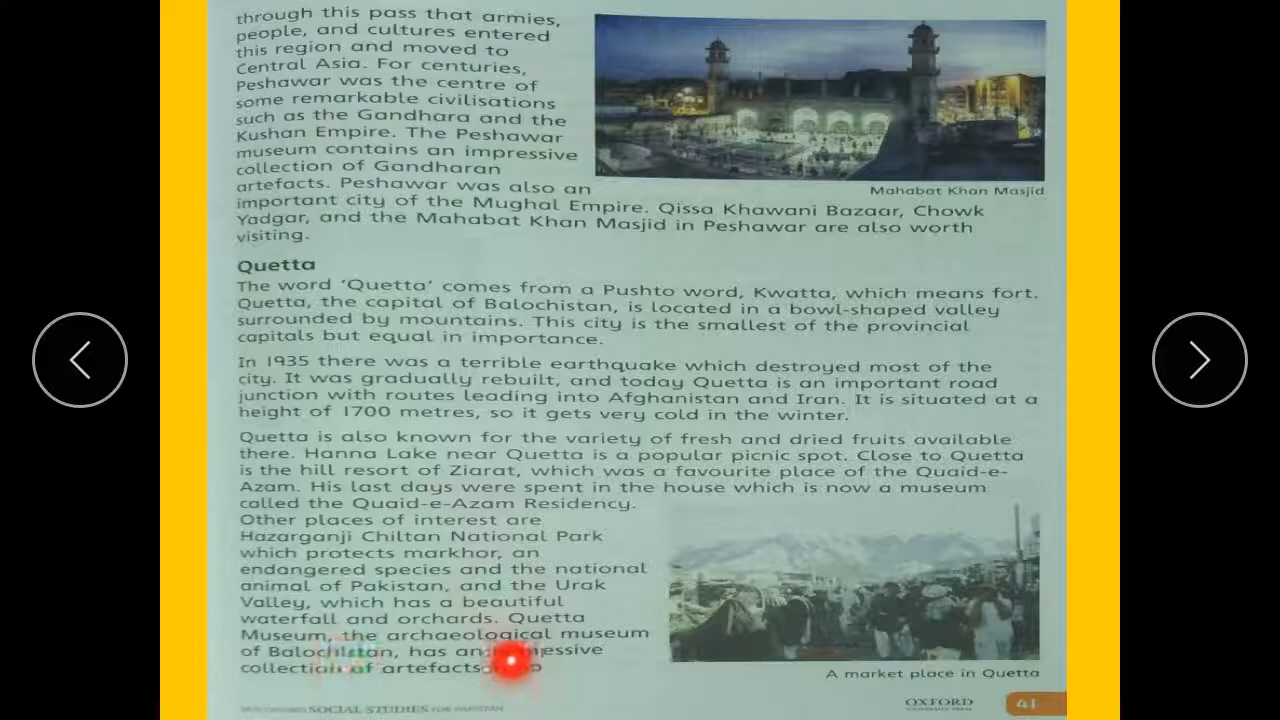 through this pass that armies,
people, and cultures entered
this region and moved to
Central Asia. For centuries,
Peshawar was the centre of
some remarkable civilisations
such as the Gandhara and the
Kushan Empire. The Peshawar
museum contains an impressive
collection of Gandharan
artefacts. Peshawar was also an
important city of the Mughal Empire. Qissa Khawani Bazaar, Chowk
Yadgar, and the Mahabat Khan Masjid in Peshawar are also worth
visiting.
Mahabat Khan Masjid
Quetta
The word ‘Quetta’ comes from a Pushto word, Kwatta, which means fort.
Quetta, the capital of Balochistan, is located in a bowl-shaped valley
surrounded by mountains. This city is the smallest of the provincial
capitals but equal in importance.
In 1935 there was a terrible earthquake which destroyed most of the
city. It was gradually rebuilt, and today Quetta is an important road
junction with routes leading into Afghanistan and Iran. It is situated at a
height of 1700 metres, so it gets very cold in the winter.
Quetta is also known for the variety of fresh and dried fruits available
there. Hanna Lake near Quetta is a popular picnic spot. Close to Quetta
is the hill resort of Ziarat, which was a favourite place of the Quaid-e-
Azam. His last days were spent in the house which is now a museum
called the Quaid-e-Azam Residency.
Other places of interest are
Hazarganji Chiltan National Park
which protects markhor, an
endangered species and the national
animal of Pakistan, and the Urak
Valley, which has a beautiful
waterfall and orchards. Quetta
Museum, the archaeological museum
of Balochistan, has an
collection of artefacts
A market place in Quetta
SOCIAL STUDIES FOR PAKISTAN
OXFORD
41